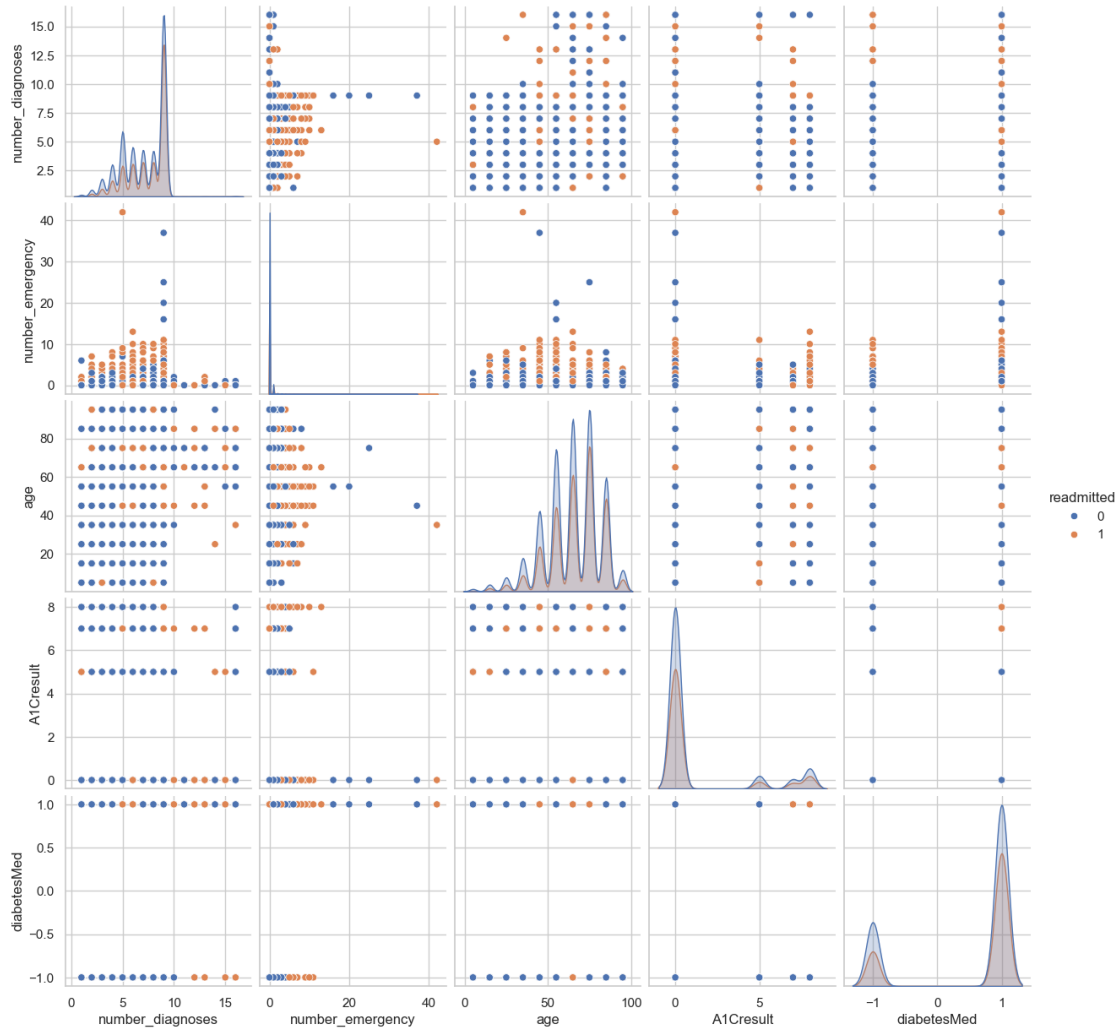 15.0
12.5
10.0
7.5
5.0
2.5
number_diagnoses
40
30
20
10
0
number_emergency
80
60
40
20
age
readmitted
0
1
8
6
4
2
0
A1Cresult
1.0
0.5
0.0
−0.5
−1.0
diabetesMed
0 5 10 15
0 20 40
0 50 100
0 5
−1 0 1
number_diagnoses
number_emergency
age
A1Cresult
diabetesMed